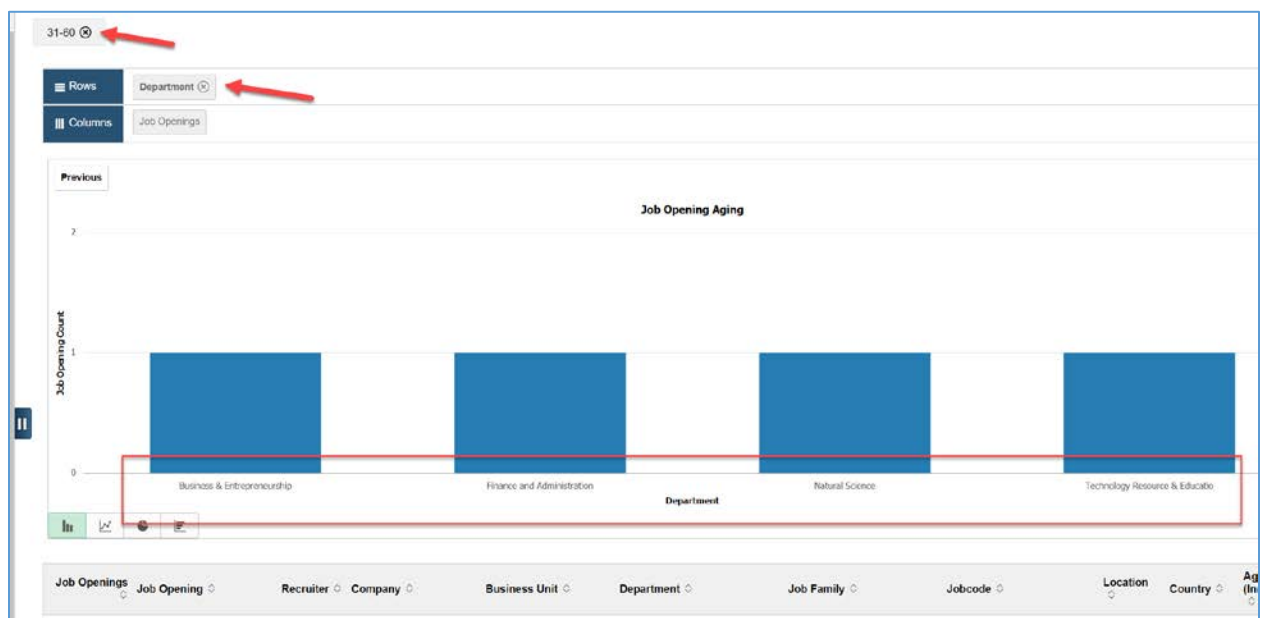 31-60
Rows
Department
Columns
Job Openings
Previous
Job Opening Aging
2
Job Opening Count
1
0
Business & Entrepreneurship
Finance and Administration
Natural Science
Technology Resource & Educatio
Department
Job Openings
Job Opening
Recruiter
Company
Business Unit
Department
Job Family
Jobcode
Location
Country
Ag
(In